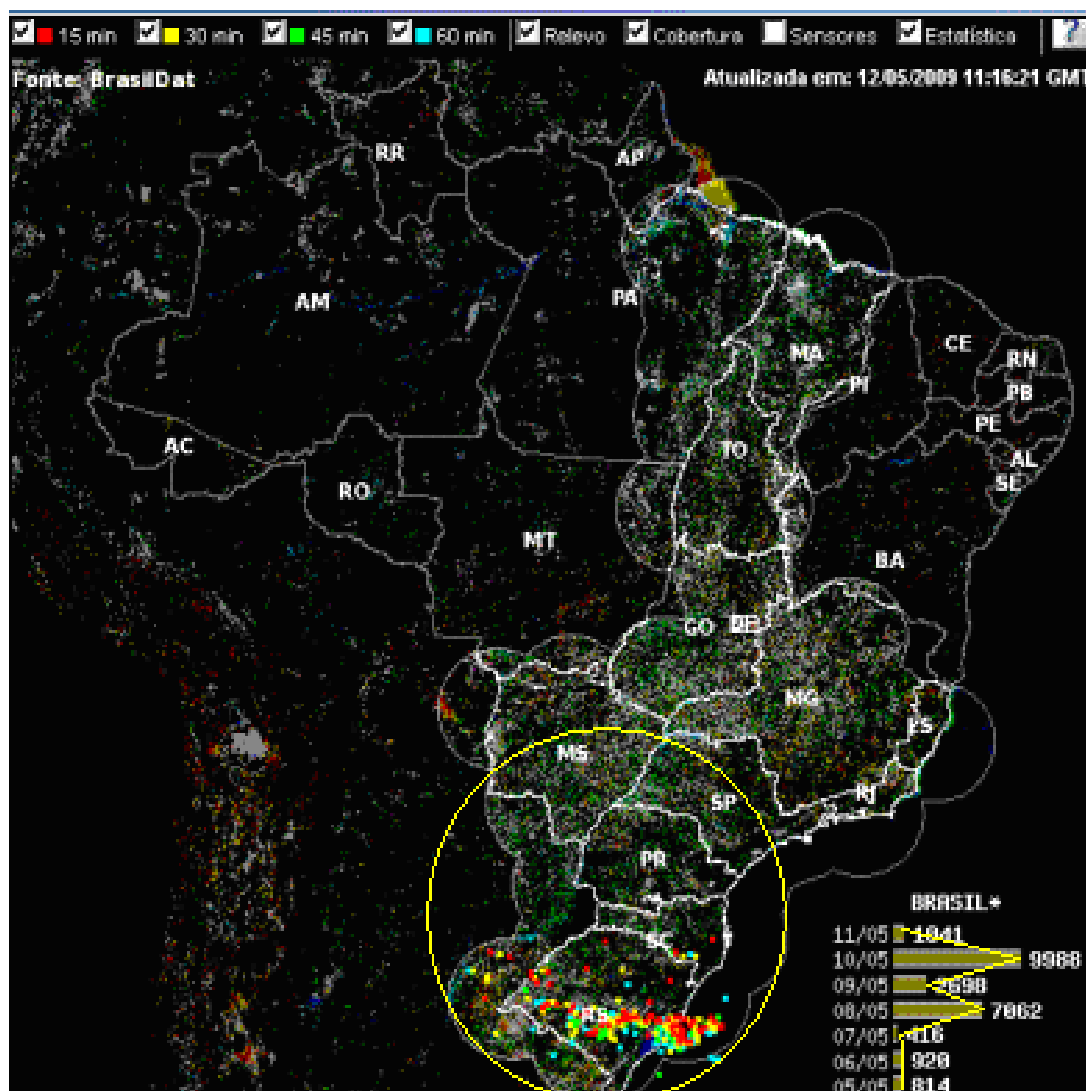 15 min 30 min 45 min 60 min Relevo Cobertura Sensores Estatística ?
Fonte: BrasilDat Atualizada em: 12/05/2009 11:16:21 GMT
RR
AP
AM
PA
MA
CE
RN
PI
PB
PE
AC
TO
AL
RO
SE
MT
BA
GO DF
MG
ES
MS
SP
RJ
PR
BRASIL*
SC
11/05 1041
10/05 9988
09/05 2698
08/05 7062
RS
07/05 416
06/05 920
05/05 814